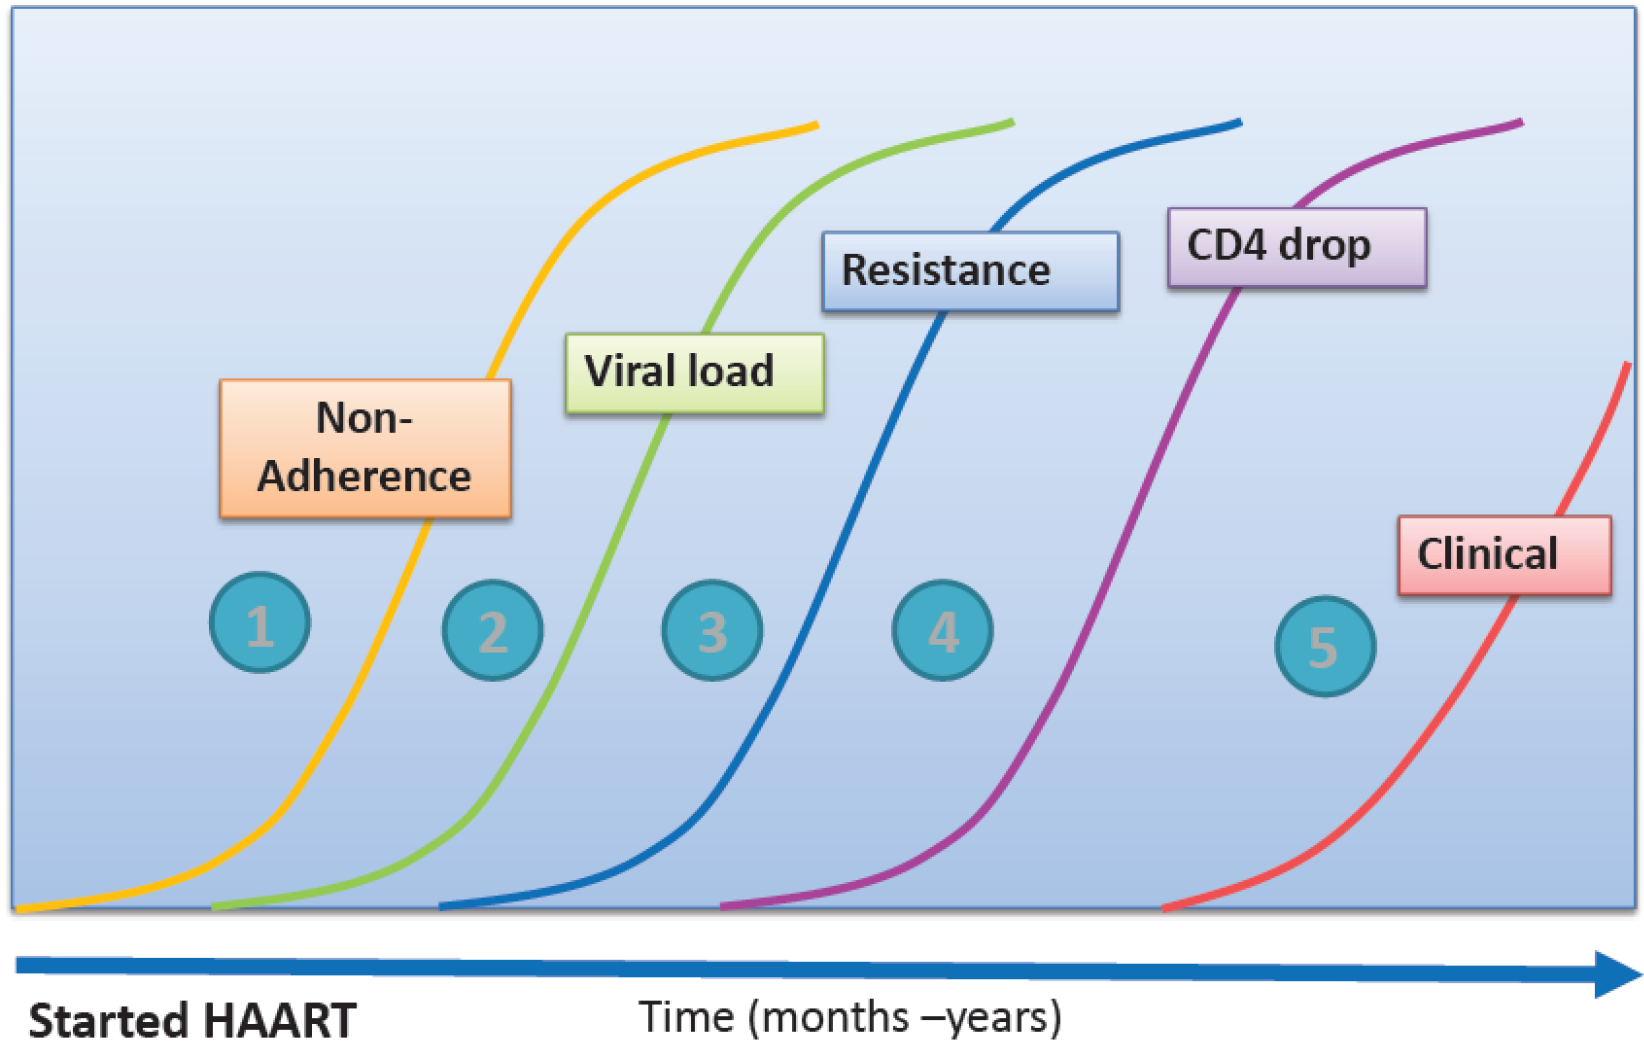 Non-
Adherence
Viral load
Resistance
CD4 drop
Clinical
1
2
3
4
5
Started HAART
Time (months –years)